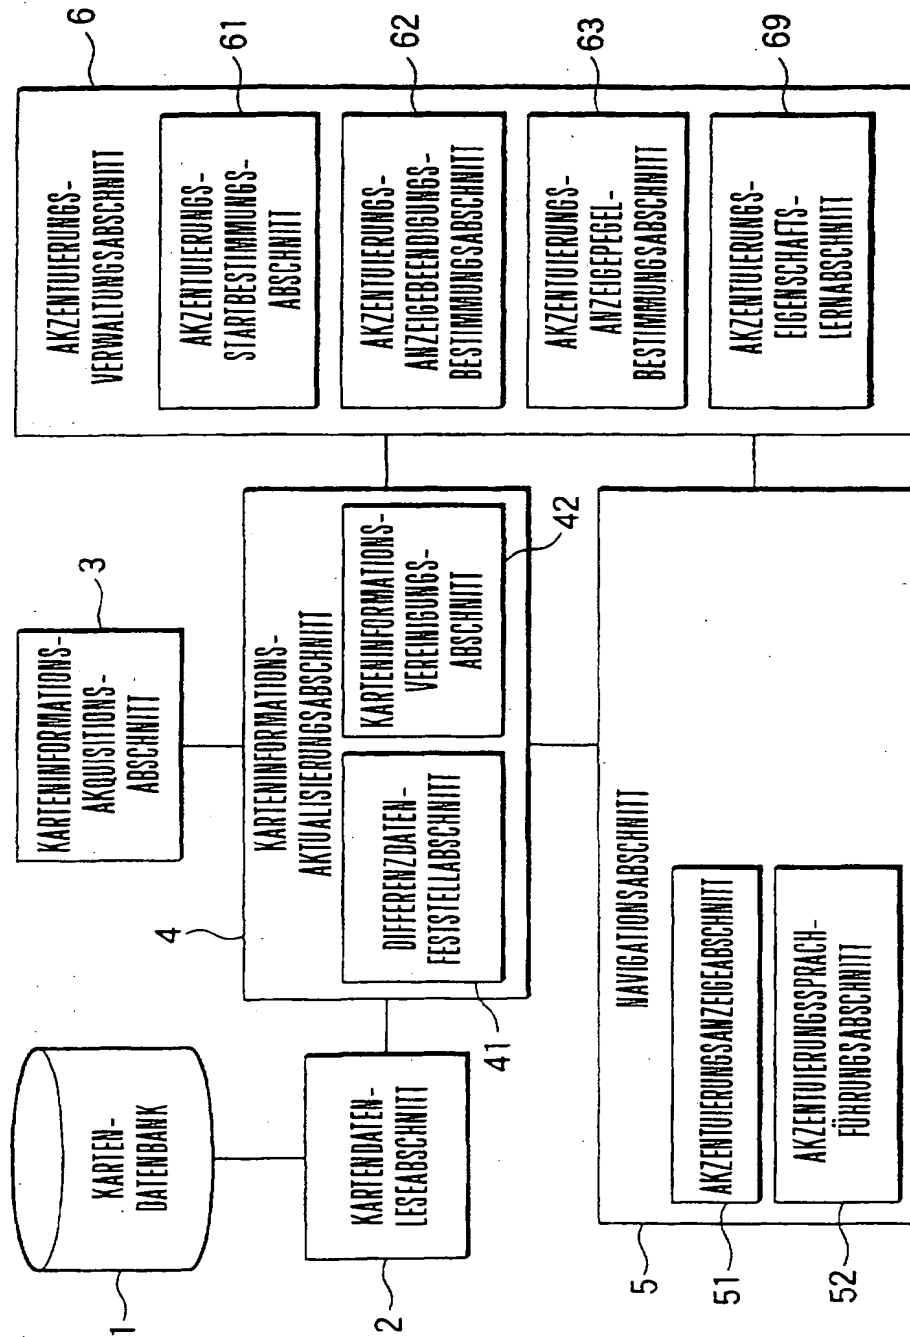 1
KARTEN-
DATENBANK
2
KARTENDATEN-
LESEABSCHNITT
3
KARTENINFORMATIONS-
AKQUISITIONS-
ABSCHNITT
4
KARTENINFORMATIONS-
AKTUALISIERUNGSABSCHNITT
41
DIFFERENZDATEN-
FESTSTELLABSCHNITT
42
KARTENINFORMATIONS-
VEREINIGUNGS-
ABSCHNITT
5
NAVIGATIONSABSCHNITT
51
AKZENTUIERUNGSANZEIGEABSCHNITT
52
AKZENTUIERUNGSSPRACH-
FÜHRUNGSABSCHNITT
6
AKZENTUIERUNGS-
VERWALTUNGSABSCHNITT
61
AKZENTUIERUNGS-
STARTBESTIMMUNGS-
ABSCHNITT
62
AKZENTUIERUNGS-
ANZEIGEBEENDIGUNGS-
BESTIMMUNGSABSCHNITT
63
AKZENTUIERUNGS-
ANZEIGEPEGEL-
BESTIMMUNGSABSCHNITT
69
AKZENTUIERUNGS-
EIGENSCHAFTS-
LERNABSCHNITT